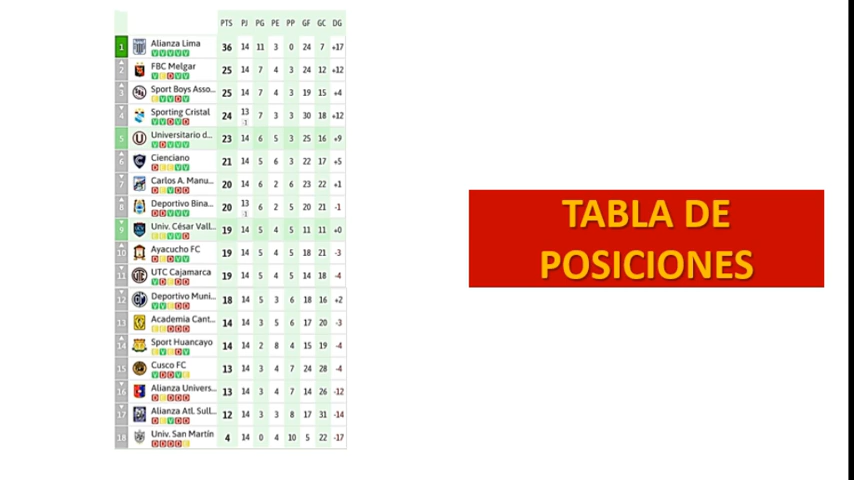 PTS PJ PG PE PP GF GC DG
1 Alianza Lima 36 14 11 3 0 24 7 +17
2 FBC Melgar 25 14 7 4 3 24 12 +12
3 Sport Boys Asso... 25 14 7 4 3 19 15 +4
4 Sporting Cristal 24 13 -1 7 3 3 30 18 +12
5 Universitario d... 23 14 6 5 3 25 16 +9
6 Cienciano 21 14 5 6 3 22 17 +5
7 Carlos A. Manu... 20 14 6 2 6 23 22 +1
8 Deportivo Bina... 20 13 -1 6 2 5 20 21 -1
9 Univ. César Vall... 19 14 5 4 5 11 11 +0
10 Ayacucho FC 19 14 5 4 5 18 21 -3
11 UTC Cajamarca 19 14 5 4 5 14 18 -4
12 Deportivo Muni... 18 14 5 3 6 18 16 +2
13 Academia Cant... 14 14 3 5 6 17 20 -3
14 Sport Huancayo 14 14 2 8 4 15 19 -4
15 Cusco FC 13 14 3 4 7 24 28 -4
16 Alianza Univers... 13 14 3 4 7 14 26 -12
17 Alianza Atl. Sull... 12 14 3 3 8 17 31 -14
18 Univ. San Martín 4 14 0 4 10 5 22 -17
TABLA DE
POSICIONES